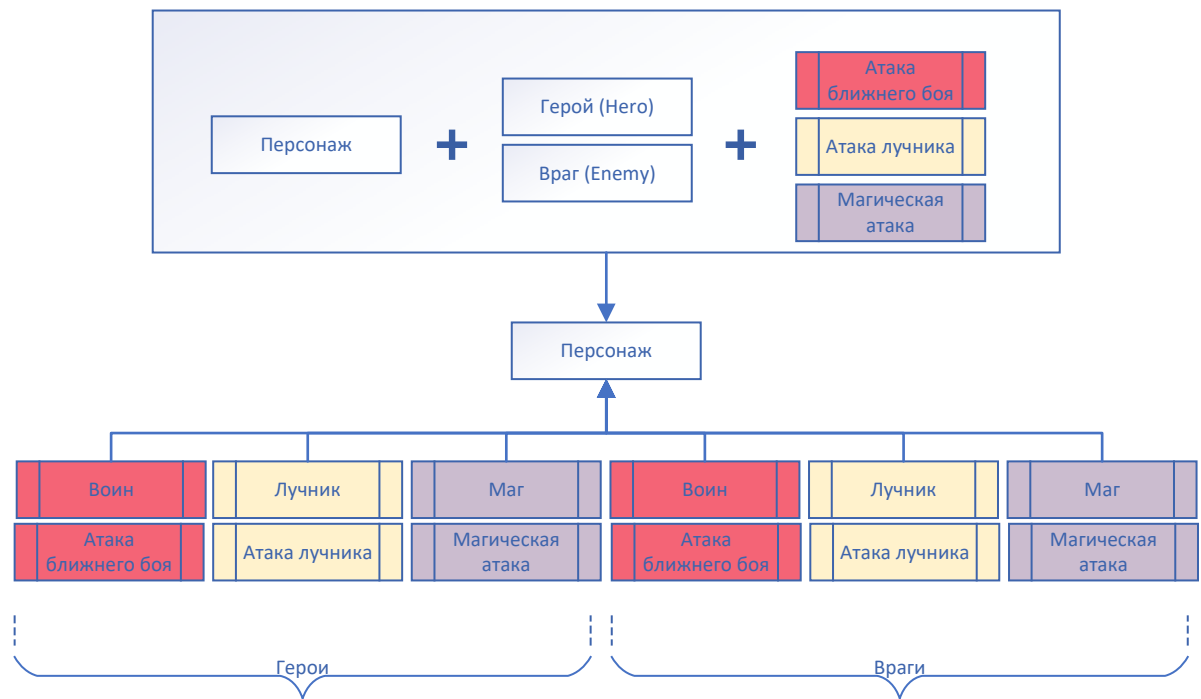 Персонаж
Герой (Hero)
Враг (Enemy)
Атака
ближнего боя
Атака лучника
Магическая
атака
Персонаж
Воин
Лучник
Маг
Воин
Лучник
Маг
Атака
ближнего боя
Атака лучника
Магическая
атака
Атака
ближнего боя
Атака лучника
Магическая
атака
Герои
Враги